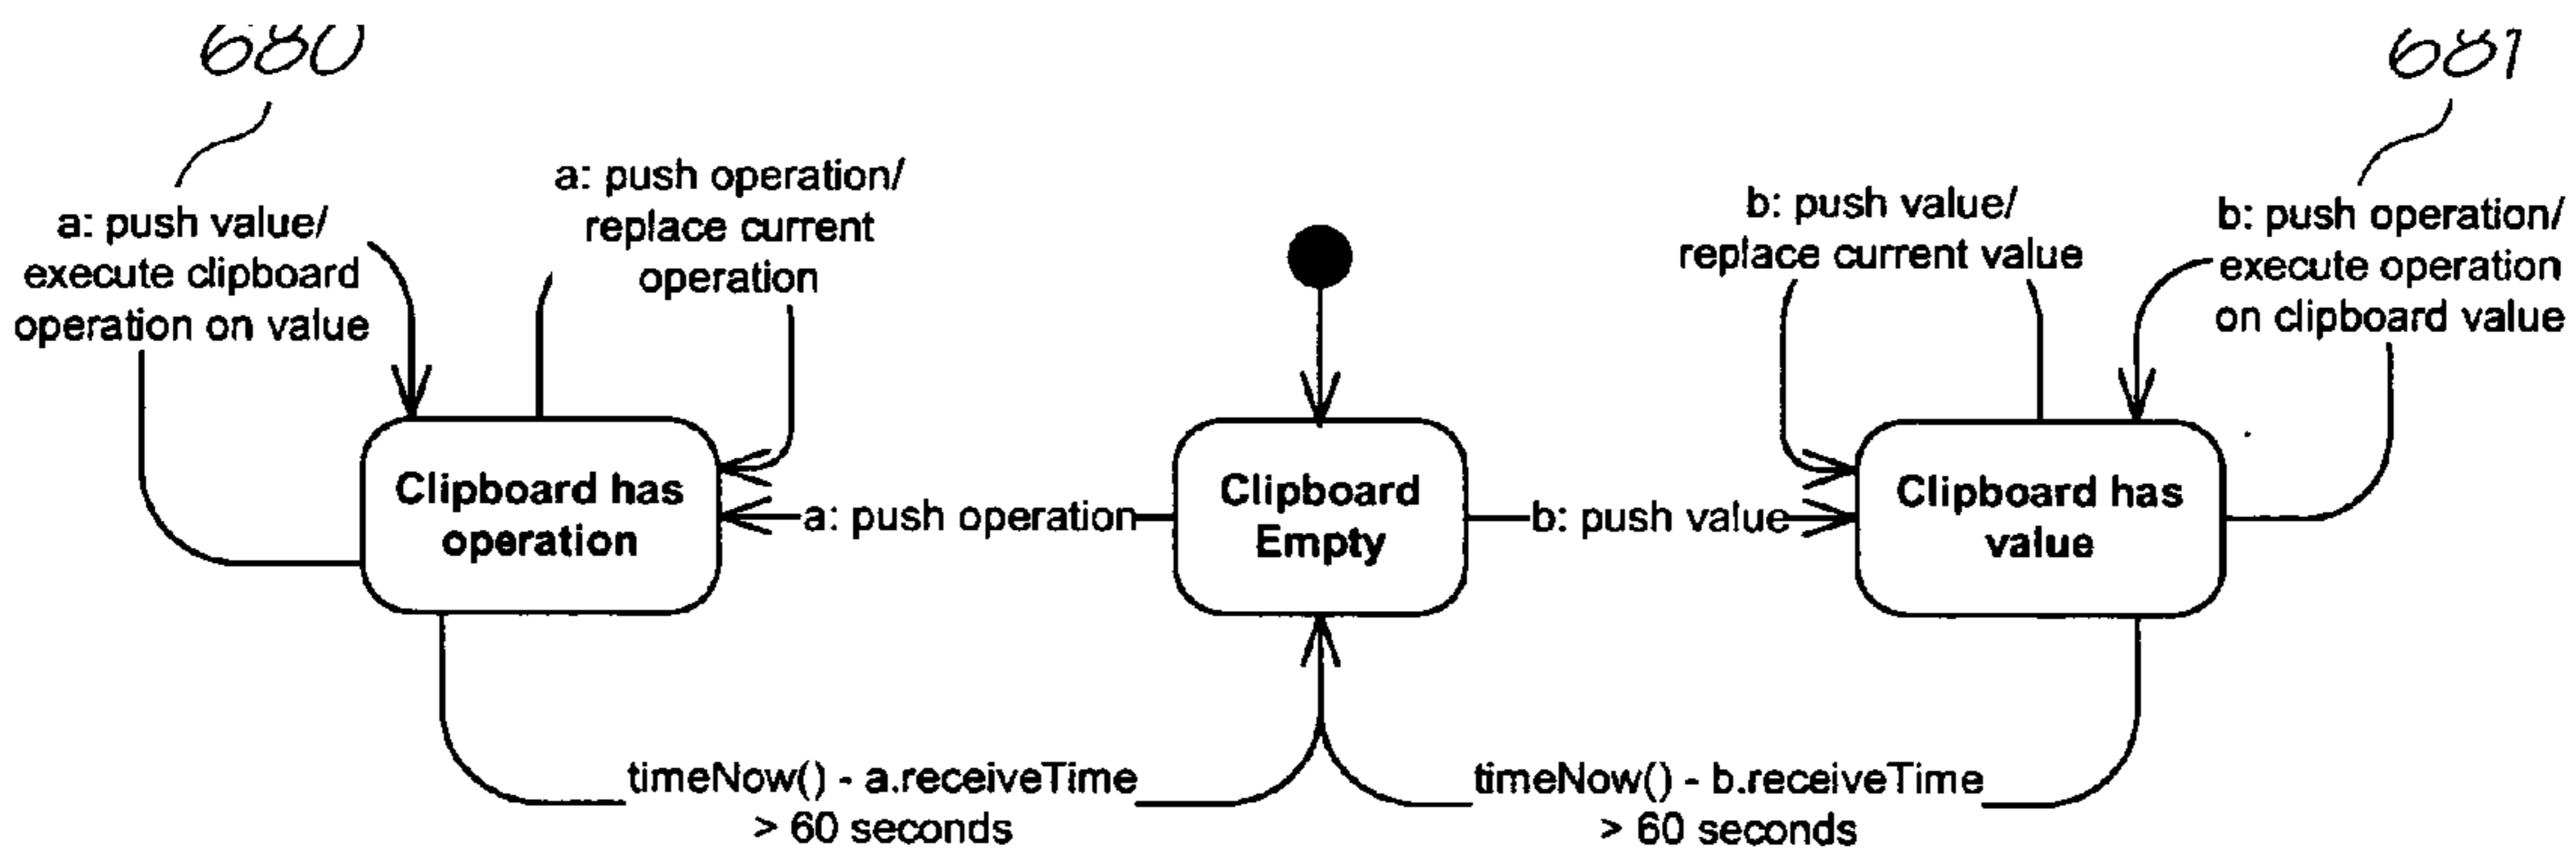 680
681
a: push value/
execute clipboard
operation on value
a: push operation/
replace current
operation
b: push value/
replace current value
b: push operation/
execute operation
on clipboard value
Clipboard has
operation
a: push operation
Clipboard
Empty
b: push value
Clipboard has
value
timeNow() - a.receiveTime
> 60 seconds
timeNow() - b.receiveTime
> 60 seconds